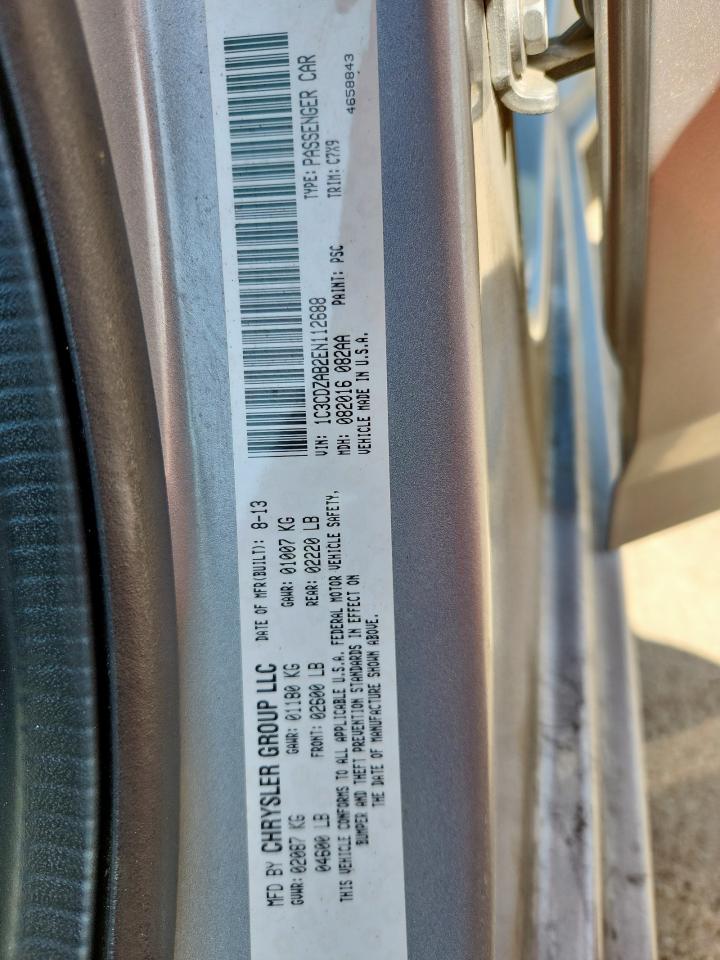 MFD BY CHRYSLER GROUP LLC DATE OF MFR(BUILT): 8-13
GVWR: 02087 KG GAWR: 01180 KG GAWR: 01007 KG
04600 LB FRONT: 02600 LB REAR: 02220 LB
THIS VEHICLE CONFORMS TO ALL APPLICABLE U.S.A. FEDERAL MOTOR VEHICLE SAFETY,
BUMPER AND THEFT PREVENTION STANDARDS IN EFFECT ON
THE DATE OF MANUFACTURE SHOWN ABOVE.
VIN: 1C3CDZAB2EN112688 TYPE: PASSENGER CAR
MDH: 082016 082AA PAINT: PSC TRIM: C7X9
VEHICLE MADE IN U.S.A. 4658843